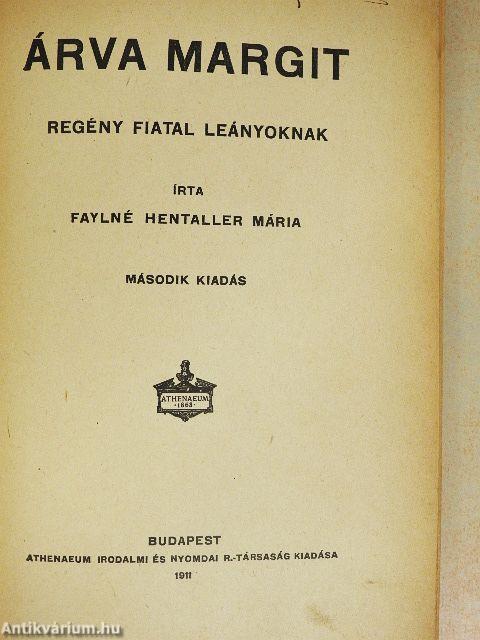 ÁRVA MARGIT
REGÉNY FIATAL LEÁNYOKNAK
ÍRTA
FAYLNÉ HENTALLER MÁRIA
MÁSODIK KIADÁS
ATHENAEUM
·1868·
BUDAPEST
ATHENAEUM IRODALMI ÉS NYOMDAI R.-TÁRSASÁG KIADÁSA
1911
Antikvárium.hu